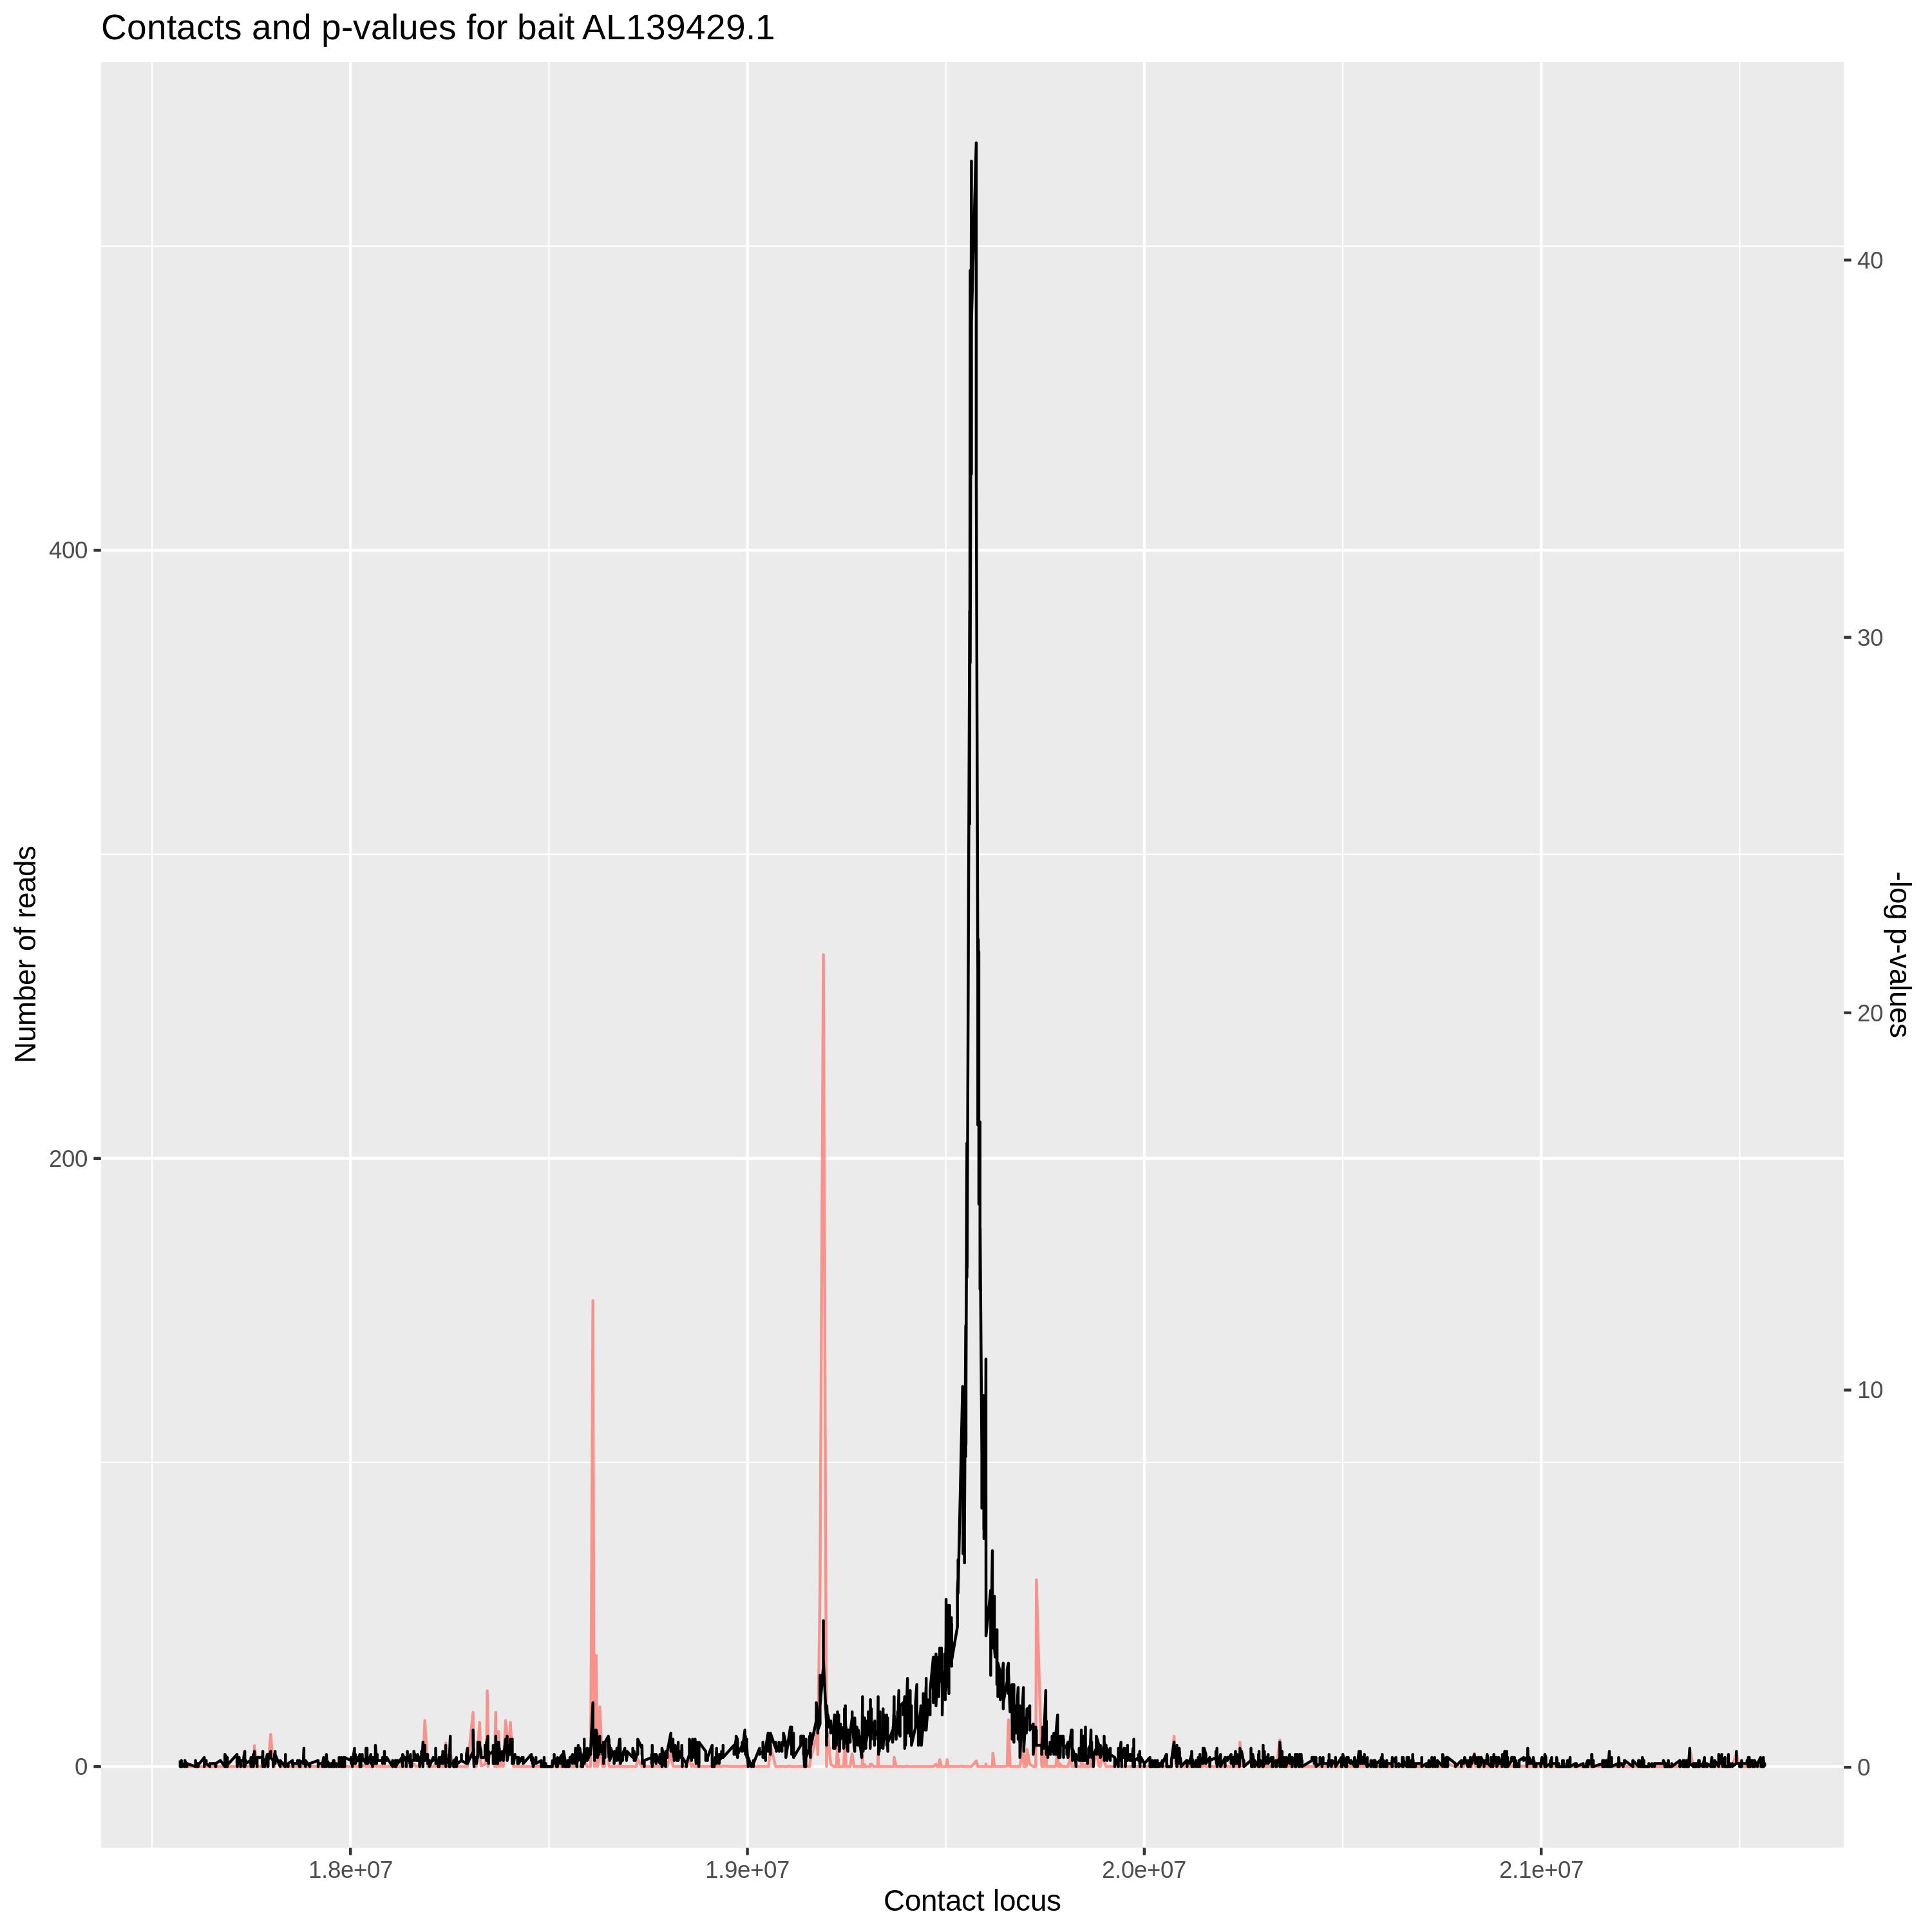 Contacts and p-values for bait AL139429.1
Number of reads
400
200
0
40
30
20
10
0
-log p-values
1.8e+07 1.9e+07 2.0e+07 2.1e+07
Contact locus